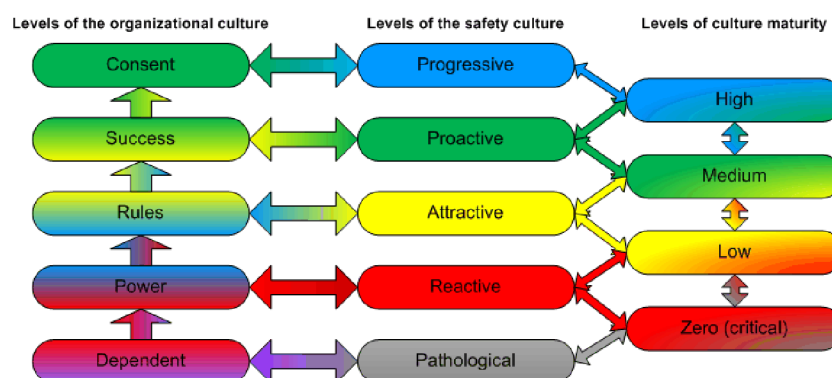 Levels of the organizational culture
Levels of the safety culture
Levels of culture maturity
Consent
Progressive
High
Success
Proactive
Medium
Rules
Attractive
Low
Power
Reactive
Zero (critical)
Dependent
Pathological